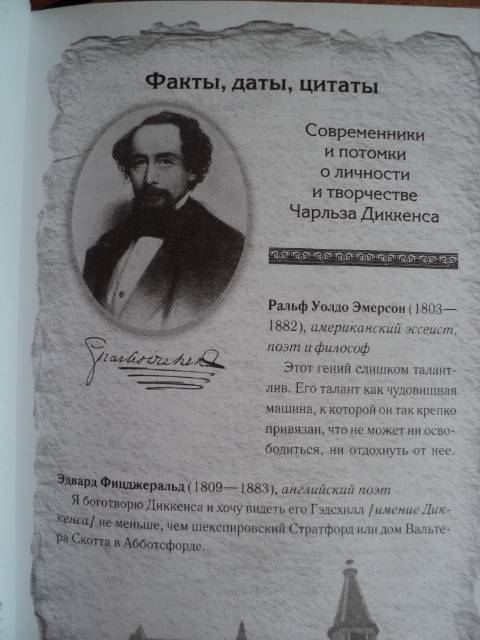 Факты, даты, цитаты
Современники
и потомки
о личности
и творчестве
Чарльза Диккенса
Ральф Уолдо Эмерсон (1803—
1882), американский эссеист,
поэт и философ
Этот гений слишком талант-
лив. Его талант как чудовищная
машина, к которой он так крепко
привязан, что не может ни осво-
бодиться, ни отдохнуть от нее.
Эдвард Фицджеральд (1809—1883), английский поэт
Я боготворю Диккенса и хочу видеть его Гэдсхилл [имение Дик-
кенса] не меньше, чем шекспировский Стратфорд или дом Вальте-
ра Скотта в Абботсфорде.